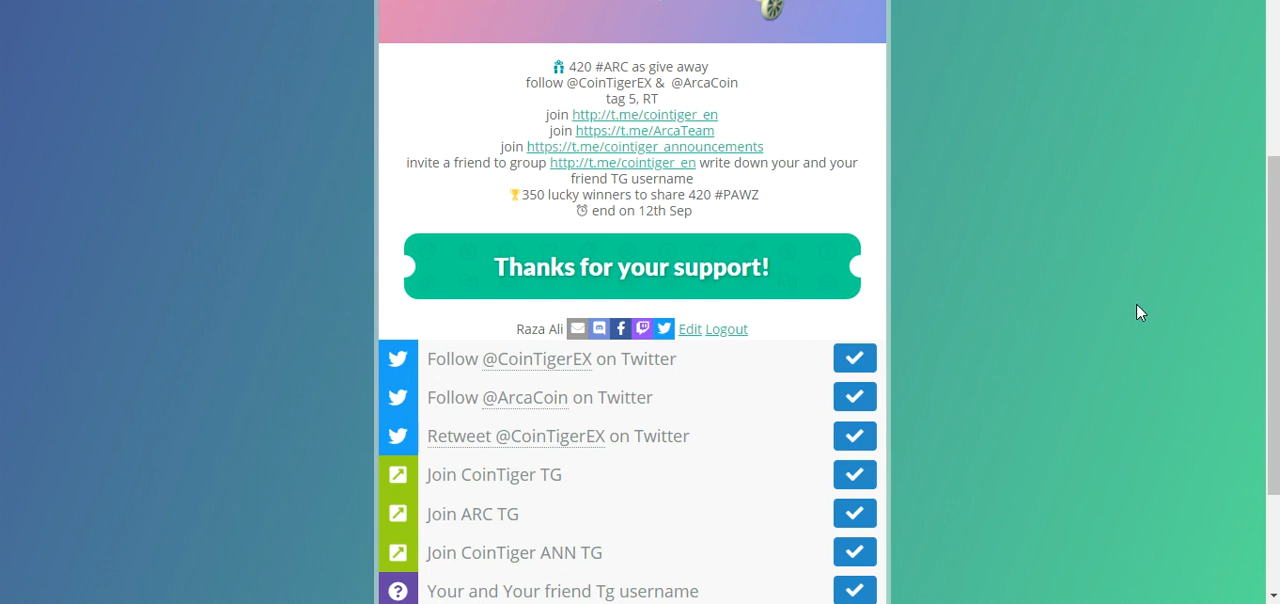 420 #ARC as give away
follow @CoinTigerEX & @ArcaCoin
tag 5, RT
join http://t.me/cointiger_en
join https://t.me/ArcaTeam
join https://t.me/cointiger_announcements
invite a friend to group http://t.me/cointiger_en write down your and your
friend TG username
350 lucky winners to share 420 #PAWZ
end on 12th Sep
Thanks for your support!
Raza Ali Edit Logout
Follow @CoinTigerEX on Twitter
Follow @ArcaCoin on Twitter
Retweet @CoinTigerEX on Twitter
Join CoinTiger TG
Join ARC TG
Join CoinTiger ANN TG
Your and Your friend Tg username